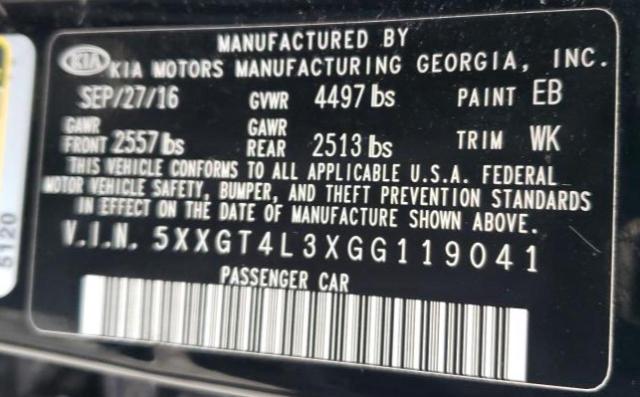 MANUFACTURED BY
KIA KIA MOTORS MANUFACTURING GEORGIA, INC.
SEP/27/16 GVWR 4497 lbs PAINT EB
GAWR FRONT 2557 lbs GAWR REAR 2513 lbs TRIM WK
THIS VEHICLE CONFORMS TO ALL APPLICABLE U.S.A. FEDERAL
MOTOR VEHICLE SAFETY, BUMPER, AND THEFT PREVENTION STANDARDS
IN EFFECT ON THE DATE OF MANUFACTURE SHOWN ABOVE.
V.I.N. 5XXGT4L3XGG119041
PASSENGER CAR
5120